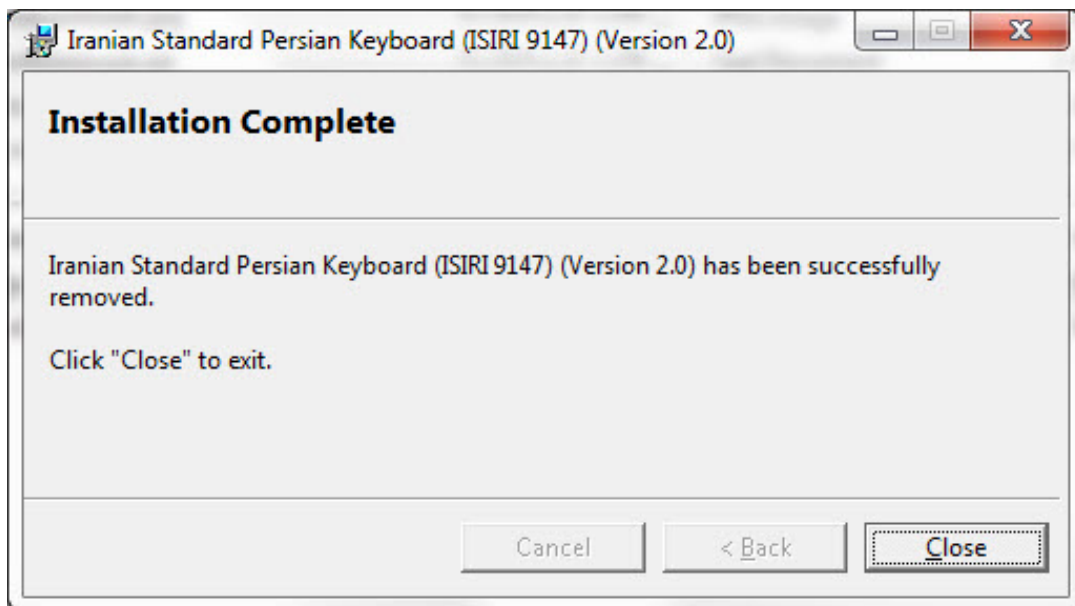 Iranian Standard Persian Keyboard (ISIRI 9147) (Version 2.0)
Installation Complete
Iranian Standard Persian Keyboard (ISIRI 9147) (Version 2.0) has been successfully
removed.
Click "Close" to exit.
Cancel
< Back
Close